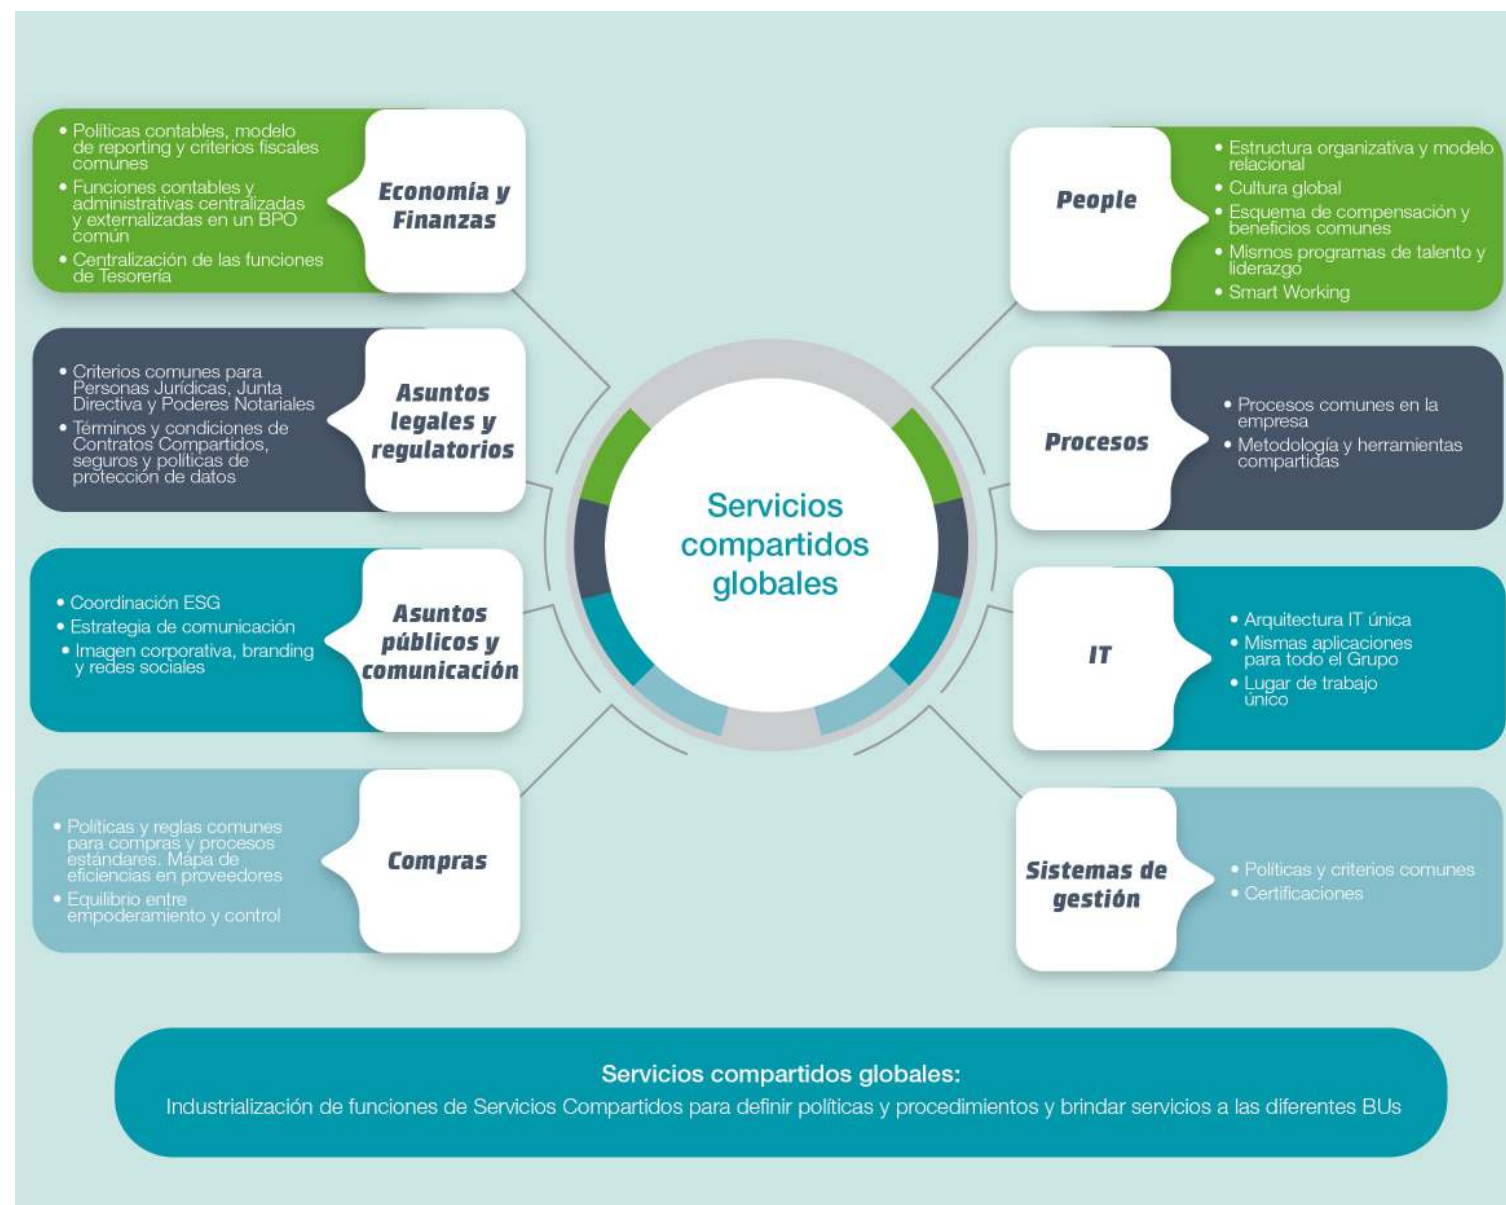 • Políticas contables, modelo
de reporting y criterios fiscales
comunes
• Funciones contables y
administrativas centralizadas
y externalizadas en un BPO
común
• Centralización de las funciones
de Tesorería
Economía y
Finanzas
• Criterios comunes para
Personas Jurídicas, Junta
Directiva y Poderes Notariales
• Términos y condiciones de
Contratos Compartidos,
seguros y políticas de
protección de datos
Asuntos
legales y
regulatorios
• Coordinación ESG
• Estrategia de comunicación
• Imagen corporativa, branding
y redes sociales
Asuntos
públicos y
comunicación
• Políticas y reglas comunes
para compras y procesos
estándares. Mapa de
eficiencias en proveedores
• Equilibrio entre
empoderamiento y control
Compras
Servicios
compartidos
globales
People
• Estructura organizativa y modelo
relacional
• Cultura global
• Esquema de compensación y
beneficios comunes
• Mismos programas de talento y
liderazgo
• Smart Working
Procesos
• Procesos comunes en la
empresa
• Metodología y herramientas
compartidas
IT
• Arquitectura IT única
• Mismas aplicaciones
para todo el Grupo
• Lugar de trabajo
único
Sistemas de
gestión
• Políticas y criterios comunes
• Certificaciones
Servicios compartidos globales:
Industrialización de funciones de Servicios Compartidos para definir políticas y procedimientos y brindar servicios a las diferentes BUs